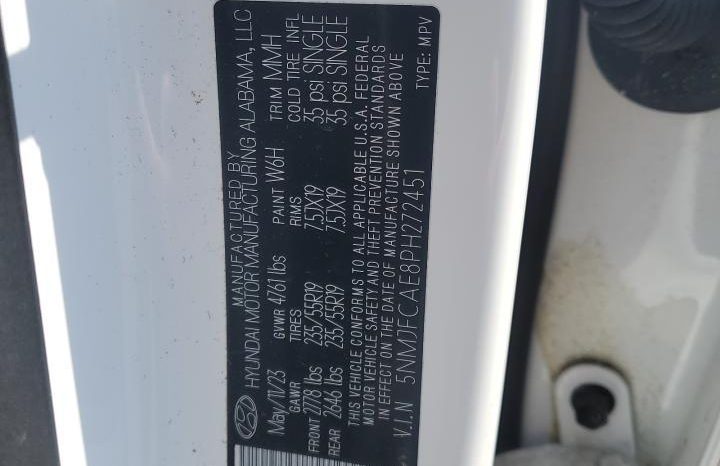 MANUFACTURED BY
HYUNDAI MOTOR MANUFACTURING ALABAMA, LLC
May/17/23 GVWR 4761 lbs PAINT W6H TRIM MMH
GAWR TIRES RIMS COLD TIRE INFL
FRONT 2778 lbs 235/55R19 7.5JX19 35 psi SINGLE
REAR 2646 lbs 235/55R19 7.5JX19 35 psi SINGLE
THIS VEHICLE CONFORMS TO ALL APPLICABLE U.S.A. FEDERAL
MOTOR VEHICLE SAFETY AND THEFT PREVENTION STANDARDS
IN EFFECT ON THE DATE OF MANUFACTURE SHOWN ABOVE
V.I.N 5NMJFCAE8PH272451 TYPE: MPV